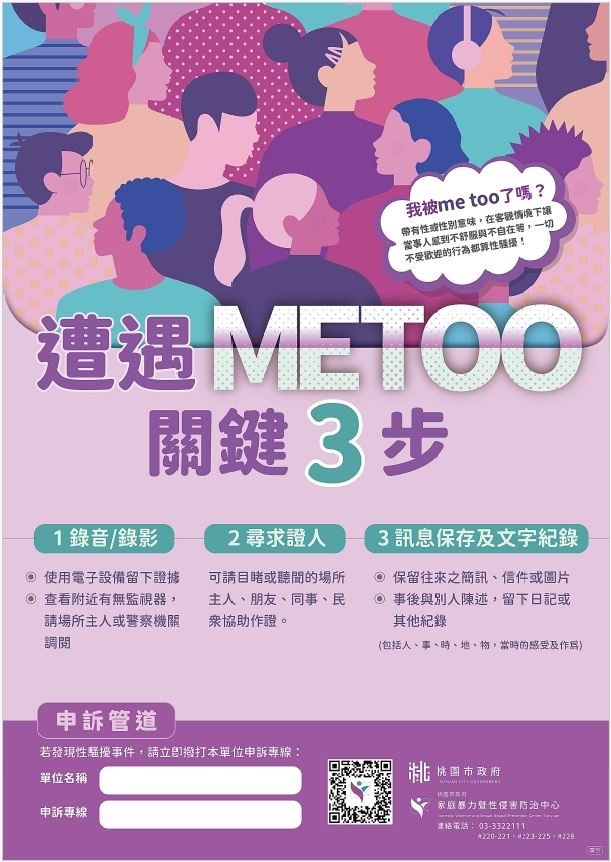 我被me too了嗎？
帶有性或性別意味，在客觀情境下讓
當事人感到不舒服與不自在等，一切
不受歡迎的行為都算性騷擾！
遭遇METOO
關鍵3步
1 錄音/錄影
◉ 使用電子設備留下證據
◉ 查看附近有無監視器，
請場所主人或警察機關
調閱
2 尋求證人
可請目睹或聽聞的場所
主人、朋友、同事、民
眾協助作證。
3 訊息保存及文字紀錄
◉ 保留往來之簡訊、信件或圖片
◉ 事後與別人陳述，留下日記或
其他紀錄
(包括人、事、時、地、物，當時的感受及作為)
申訴管道
若發現性騷擾事件，請立即撥打本單位申訴專線：
單位名稱
申訴專線
桃園市政府
TAOYUAN CITY GOVERNMENT
桃園市政府
家庭暴力暨性侵害防治中心
Domestic Violence and Sexual Assault Prevention Center, Taoyuan
連絡電話： 03-3322111
#220-221、#223-225、#228
廣告